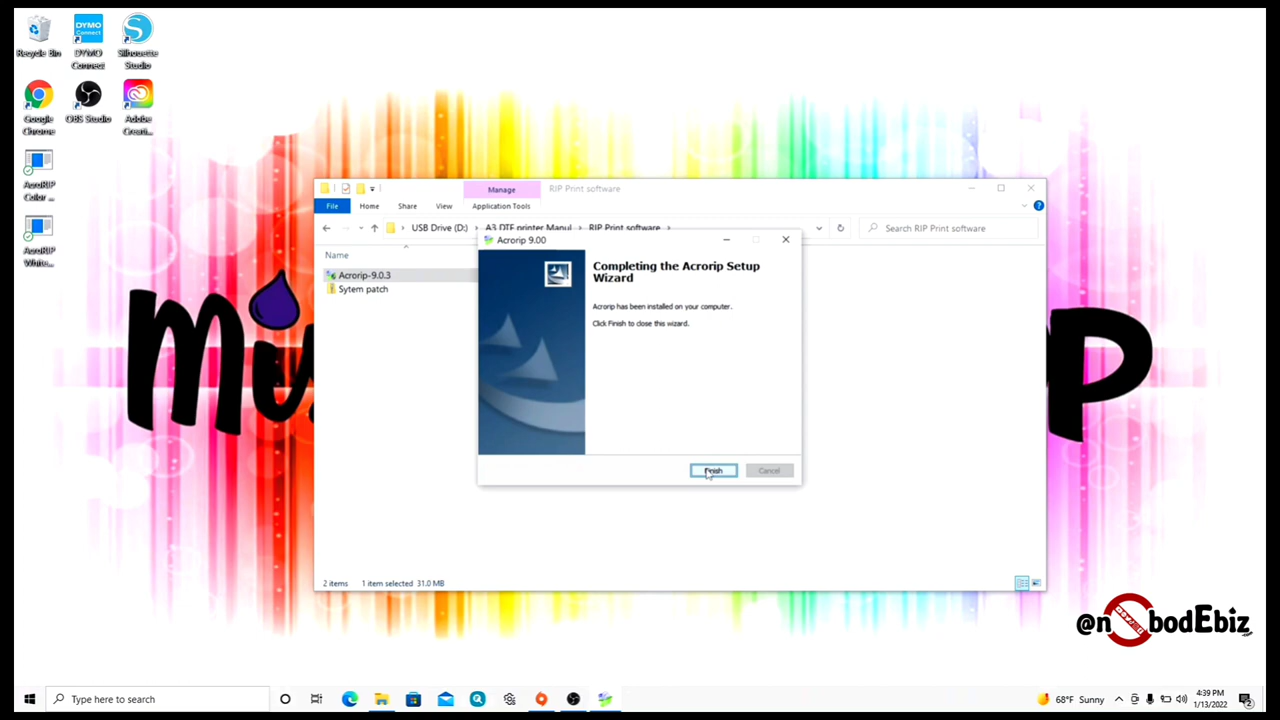 Recycle Bin
DYMO Connect
Silhouette Studio
Google Chrome
OBS Studio
Adobe Creati...
AuroRIP Color ...
AuroRIP White...
Manage
RIP Print software
File
Home
Share
View
Application Tools
USB Drive (D:)
A3 DTF printer Manul
RIP Print software
Search RIP Print software
Name
Acrorip-9.0.3
Sytem patch
Acrorip 9.00
Completing the Acrorip Setup
Wizard
Acrorip has been installed on your computer.
Click Finish to close this wizard.
Finish
Cancel
2 items
1 item selected 31.0 MB
@n
bodEbiz
Type here to search
68°F Sunny
4:39 PM
1/13/2022